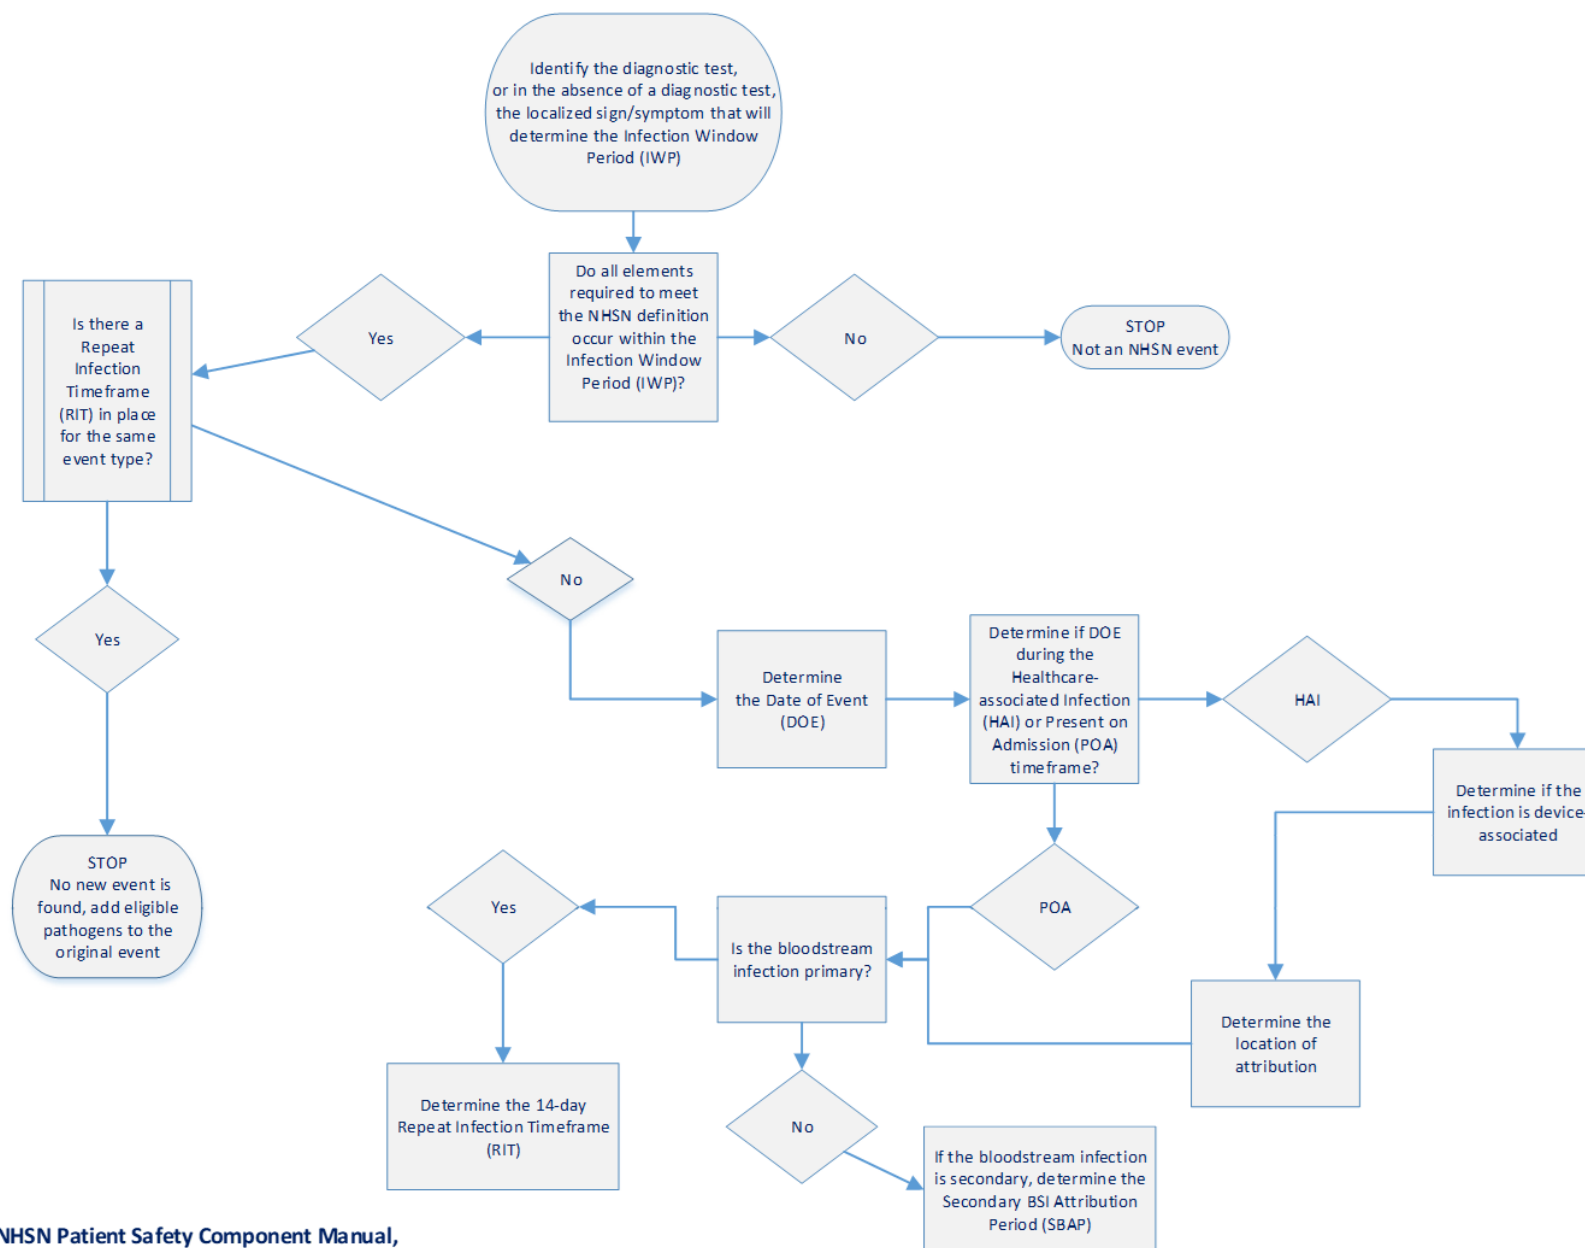 Identify the diagnostic test,
or in the absence of a diagnostic test,
the localized sign/symptom that will
determine the Infection Window
Period (IWP)
Do all elements
required to meet
the NHSN definition
occur within the
Infection Window
Period (IWP)?
Yes
No
STOP
Not an NHSN event
Is there a
Repeat
Infection
Timeframe
(RIT) in place
for the same
event type?
No
Yes
STOP
No new event is
found, add eligible
pathogens to the
original event
Determine
the Date of Event
(DOE)
Determine if DOE
during the
Healthcare-
associated Infection
(HAI) or Present on
Admission (POA)
timeframe?
HAI
Determine if the
infection is device-
associated
POA
Determine the
location of
attribution
Is the bloodstream
infection primary?
Yes
Determine the 14-day
Repeat Infection Timeframe
(RIT)
No
If the bloodstream infection
is secondary, determine the
Secondary BSI Attribution
Period (SBAP)
NHSN Patient Safety Component Manual,